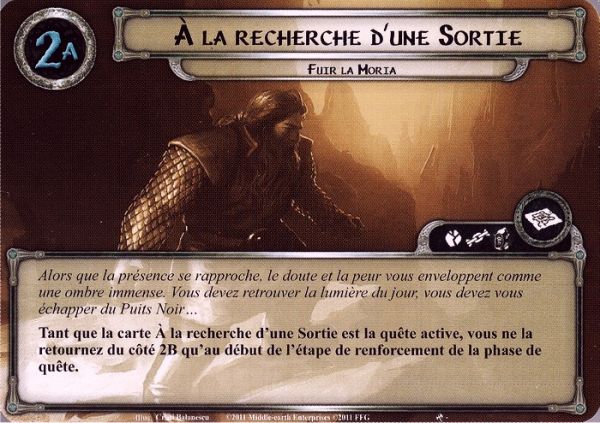 2A
À LA RECHERCHE D'UNE SORTIE
FUIR LA MORIA
Alors que la présence se rapproche, le doute et la peur vous enveloppent comme
une ombre immense. Vous devez retrouver la lumière du jour, vous devez vous
échapper du Puits Noir…
Tant que la carte À la recherche d'une Sortie est la quête active, vous ne la
retournez du côté 2B qu'au début de l'étape de renforcement de la phase de
quête.
Illus. Cristi Balanescu ©2011 Middle-earth Enterprises ©2011 FFG